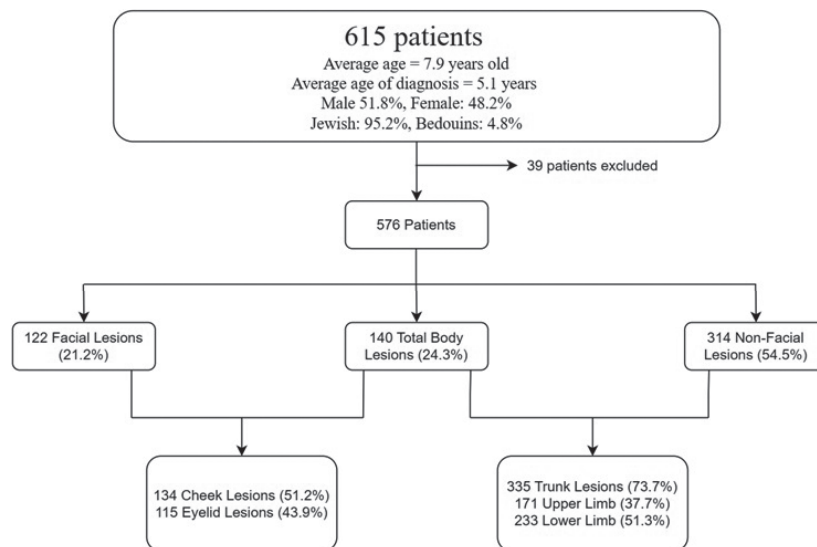 615 patients
Average age = 7.9 years old
Average age of diagnosis = 5.1 years
Male 51.8%, Female: 48.2%
Jewish: 95.2%, Bedouins: 4.8%
39 patients excluded
576 Patients
122 Facial Lesions
(21.2%)
140 Total Body
Lesions (24.3%)
314 Non-Facial
Lesions (54.5%)
134 Cheek Lesions (51.2%)
115 Eyelid Lesions (43.9%)
335 Trunk Lesions (73.7%)
171 Upper Limb (37.7%)
233 Lower Limb (51.3%)